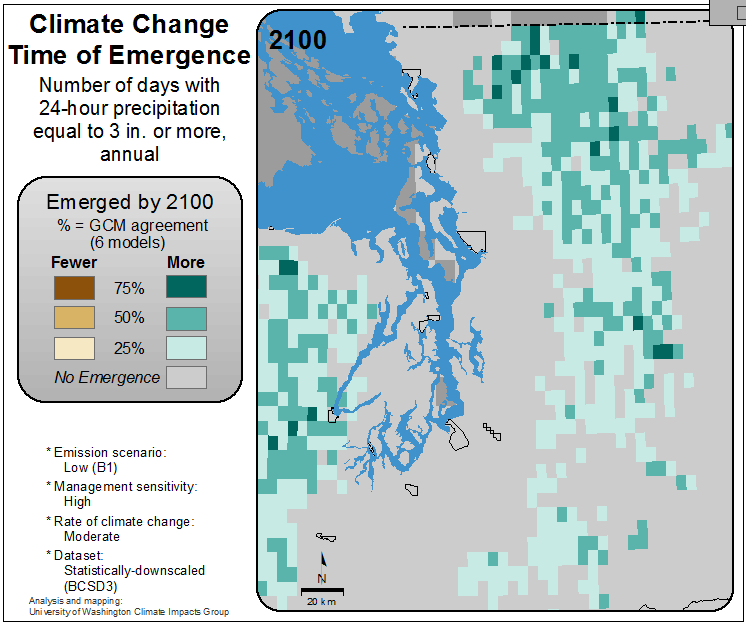 Climate Change
Time of Emergence
Number of days with
24-hour precipitation
equal to 3 in. or more,
annual
2100
Emerged by 2100
% = GCM agreement
(6 models)
Fewer More
75%
50%
25%
No Emergence
* Emission scenario:
Low (B1)
* Management sensitivity:
High
* Rate of climate change:
Moderate
* Dataset:
Statistically-downscaled
(BCSD3)
Analysis and mapping:
University of Washington Climate Impacts Group
N
20 km